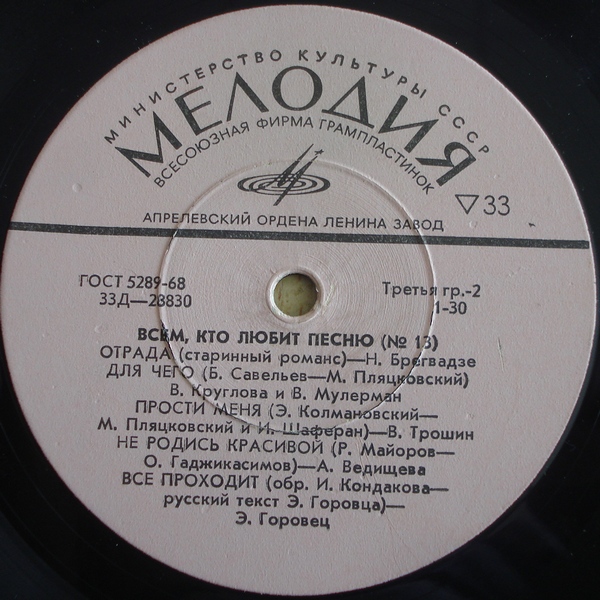 МИНИСТЕРСТВО КУЛЬТУРЫ СССР
МЕЛОДИЯ
ВСЕСОЮЗНАЯ ФИРМА ГРАМПЛАСТИНОК
33
АПРЕЛЕВСКИЙ ОРДЕНА ЛЕНИНА ЗАВОД
ГОСТ 5289-68
33Д—28830
Третья гр.-2
1-30
ВСЕМ, КТО ЛЮБИТ ПЕСНЮ (№ 13)
ОТРАДА (старинный романс)—Н. Брегвадзе
ДЛЯ ЧЕГО (Б. Савельев—М. Пляцковский)
В. Круглова и В. Мулерман
ПРОСТИ МЕНЯ (Э. Колмановский—
М. Пляцковский и И. Шаферан)—В. Трошин
НЕ РОДИСЬ КРАСИВОЙ (Р. Майоров—
О. Гаджикасимов)—А. Ведищева
ВСЕ ПРОХОДИТ (обр. И. Кондакова—
русский текст Э. Горовца)—
Э. Горовец